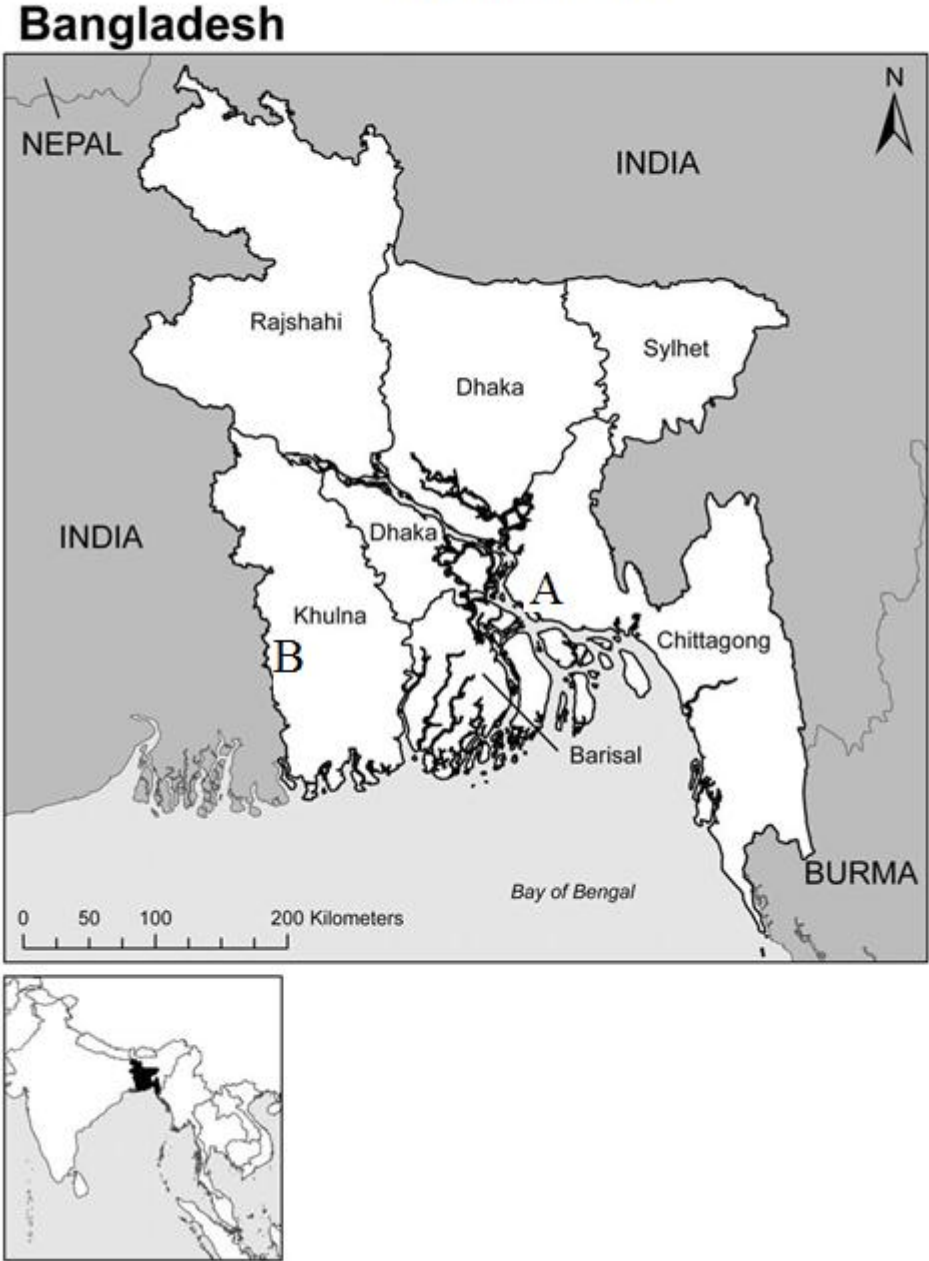 Bangladesh
N
NEPAL
INDIA
Rajshahi
Sylhet
Dhaka
INDIA
Dhaka
A
Khulna
B
Chittagong
Barisal
BURMA
Bay of Bengal
0 50 100 200 Kilometers